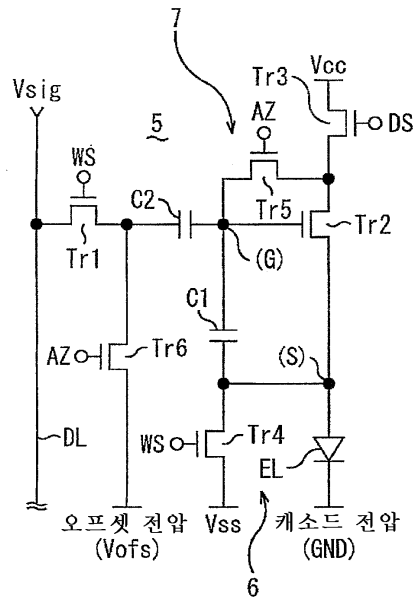 7
Vcc
Tr3
Vsig
DS
AZ
5
WS
C2
Tr5
Tr2
Tr1
(G)
C1
AZ
Tr6
(S)
WS
Tr4
DL
EL
오프셋 전압
(Vofs)
Vss
캐소드 전압
(GND)
6